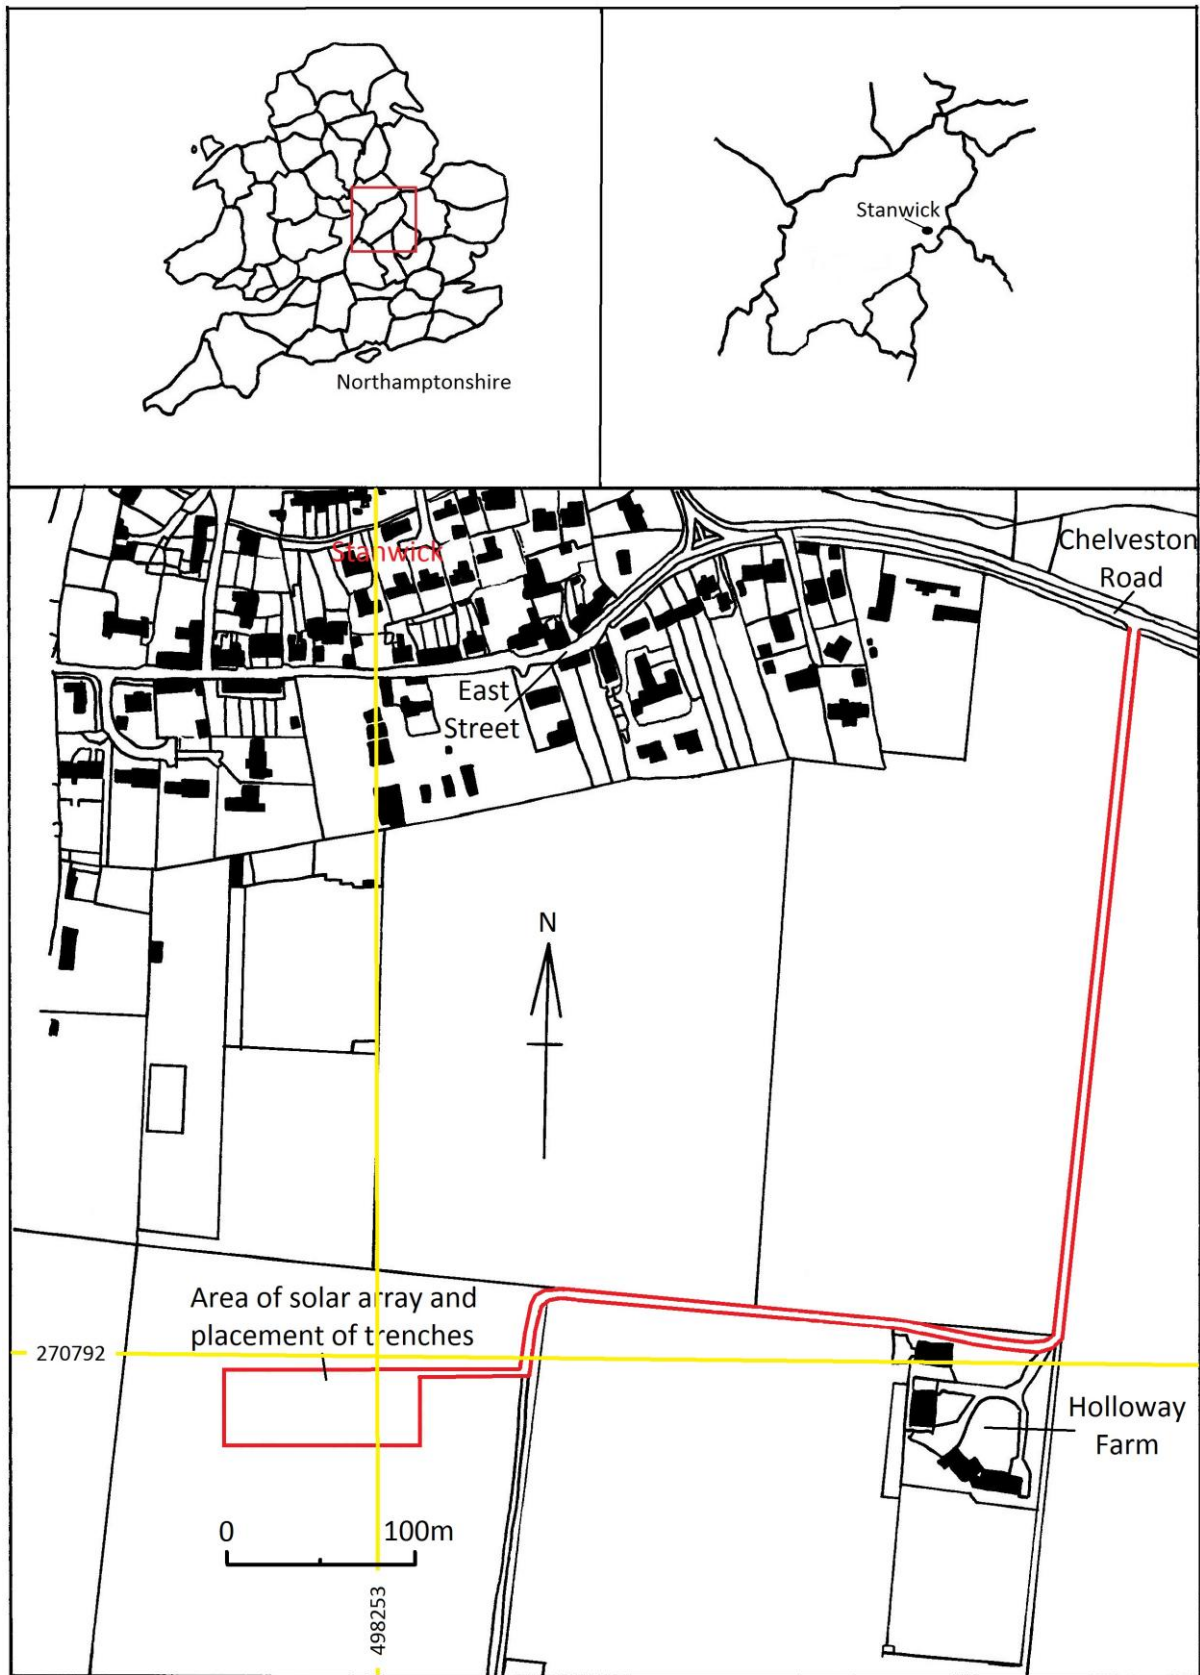 Northamptonshire
Stanwick
Stanwick
Chelveston
Road
East
Street
N
Area of solar array and
placement of trenches
270792
Holloway
Farm
0 100m
498253